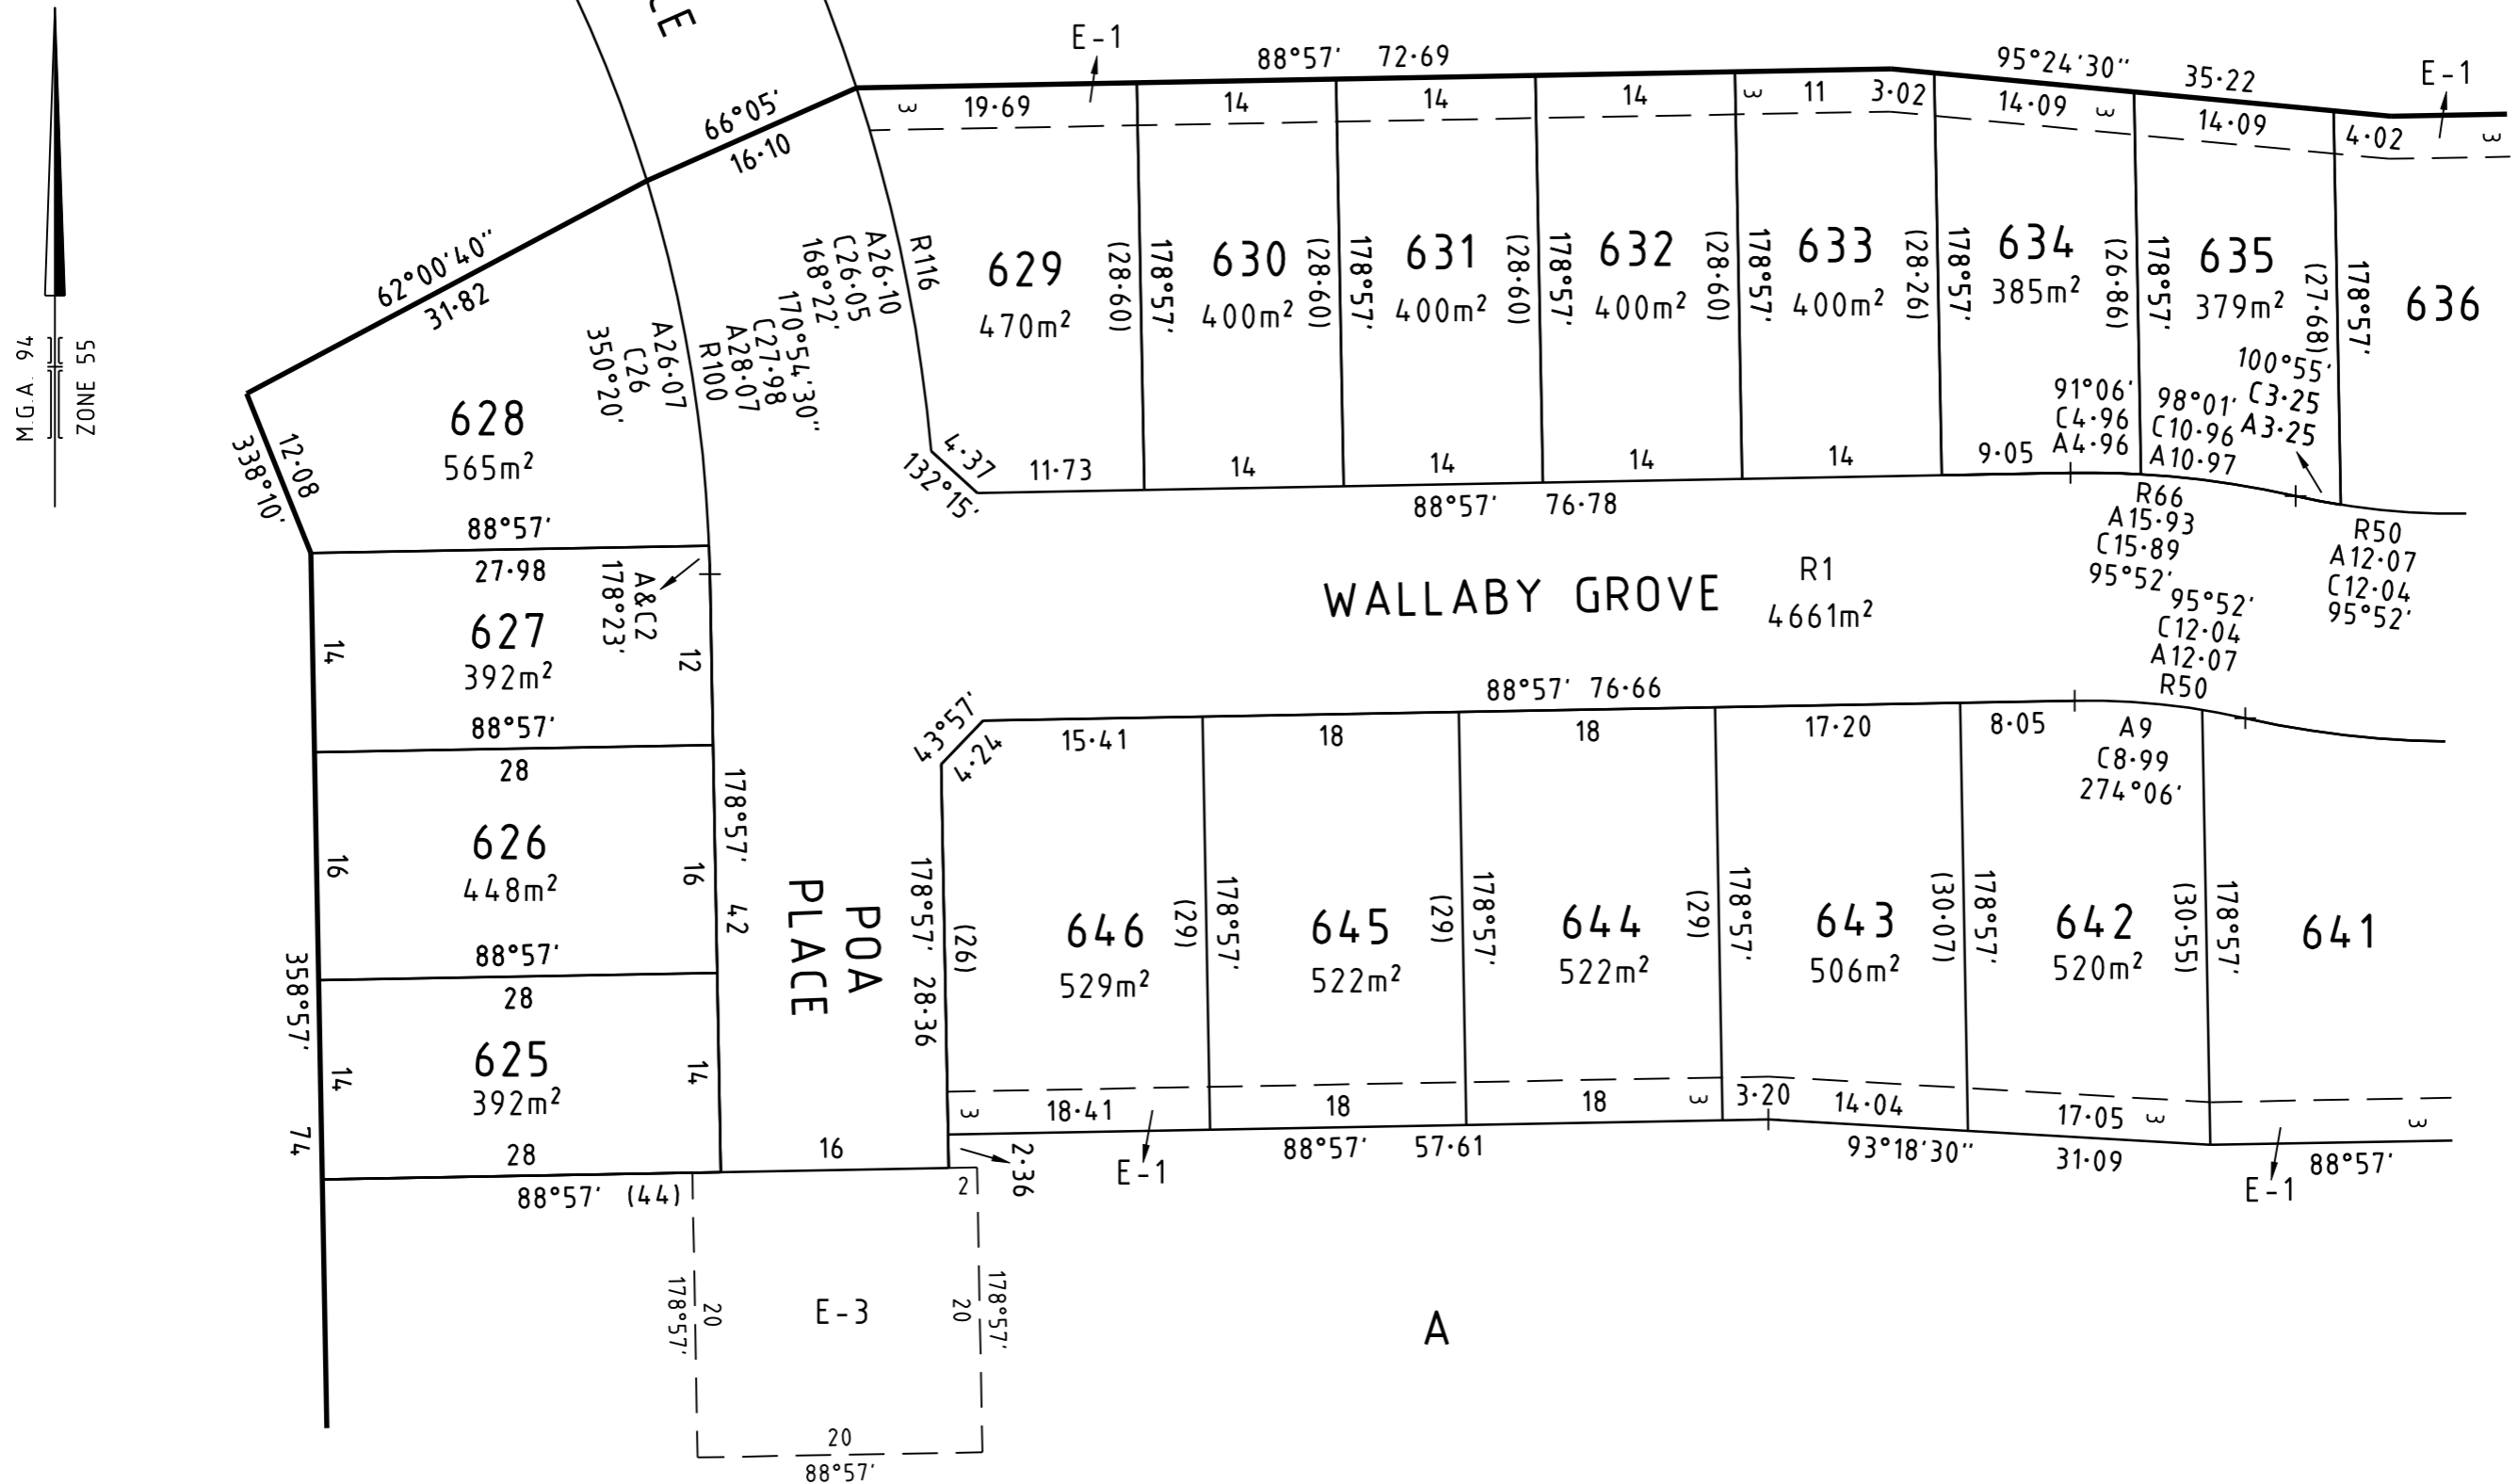 M.G.A. 94
ZONE 55
CE
E-1
88°57' 72·69
95°24'30" 35·22
E-1
66°05'
16·10
3
19·69
14
14
14
3
11
3·02
14·09
3
14·09
4·02
3
62°00'40"
31·82
350°20'
C26
A26·07
R100
A28·07
C27·98
170°54'30"
168°22'
C26·05
A26·10
R116
629
470m²
(28·60)
178°57'
630
400m²
(28·60)
178°57'
631
400m²
(28·60)
178°57'
632
400m²
(28·60)
178°57'
633
400m²
(28·26)
178°57'
634
385m²
(26·86)
178°57'
635
379m²
(27·68)
178°57'
636
100°55'
C3·25
A3·25
91°06'
C4·96
A4·96
98°01'
C10·96
A10·97
628
565m²
338°10'
12·08
4·37
132°15'
11·73
14
14
14
14
9·05
88°57' 76·78
R66
A15·93
C15·89
95°52'
R50
A12·07
C12·04
95°52'
88°57'
27·98
178°23'
A&C2
627
392m²
14
12
WALLABY GROVE
R1
4661m²
95°52'
C12·04
A12·07
R50
88°57'
28
88°57' 76·66
43°57'
4·24
15·41
18
18
17·20
8·05
A9
C8·99
274°06'
626
448m²
16
16
178°57' 42
POA
PLACE
178°57' 28·36
(26)
646
529m²
(29)
178°57'
645
522m²
(29)
178°57'
644
522m²
(29)
178°57'
643
506m²
(30·07)
178°57'
642
520m²
(30·55)
178°57'
641
88°57'
28
358°57' 74
625
392m²
14
14
28
88°57' (44)
16
2
2·36
3
18·41
18
18
3
3·20
14·04
17·05
3
3
E-1
88°57' 57·61
93°18'30" 31·09
E-1
88°57'
178°57'
20
E-3
20
178°57'
A
20
88°57'